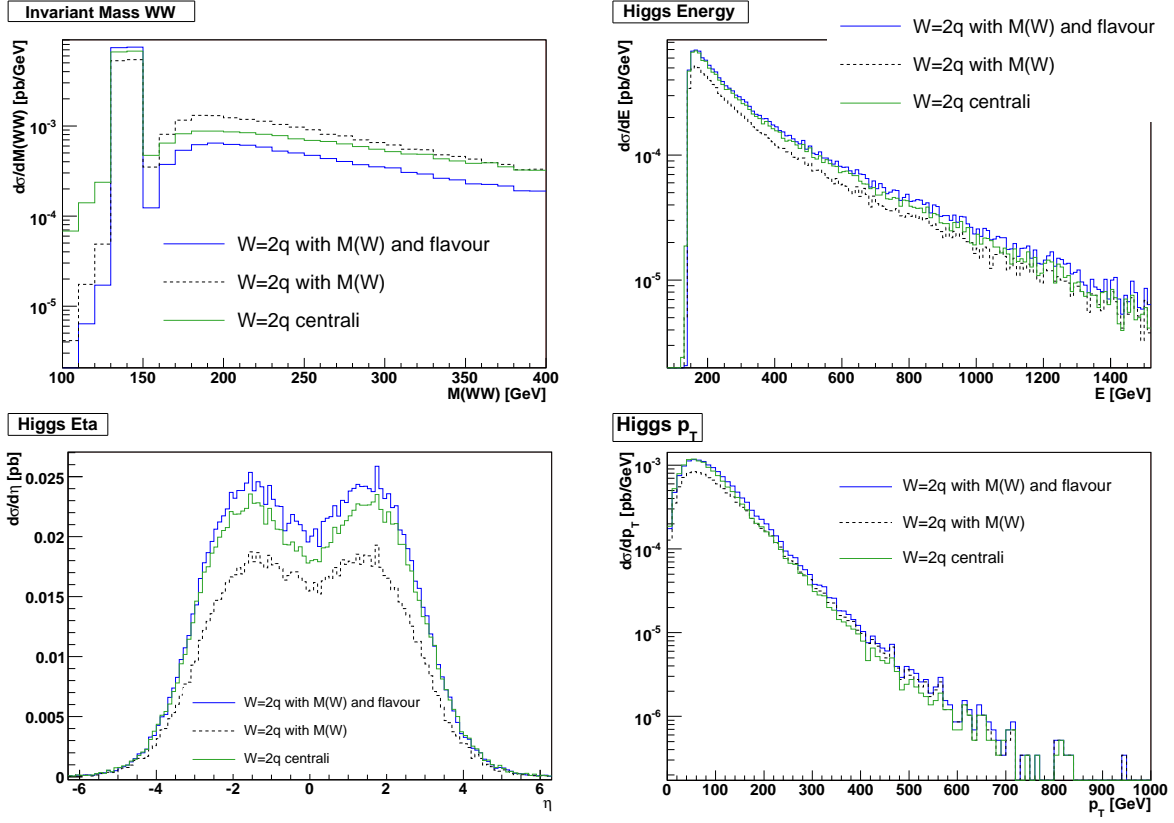 Invariant Mass WW
dσ/dM(WW) [pb/GeV]
10⁻³
10⁻⁴
10⁻⁵
W=2q with M(W) and flavour
W=2q with M(W)
W=2q centrali
100 150 200 250 300 350 400
M(WW) [GeV]
Higgs Energy
dσ/dE [pb/GeV]
W=2q with M(W) and flavour
W=2q with M(W)
W=2q centrali
10⁻⁴
10⁻⁵
200 400 600 800 1000 1200 1400
E [GeV]
Higgs Eta
dσ/dη [pb]
0.025
0.02
0.015
0.01
0.005
0
W=2q with M(W) and flavour
W=2q with M(W)
W=2q centrali
-6 -4 -2 0 2 4 6
η
Higgs p_T
dσ/dp_T [pb/GeV]
10⁻³
10⁻⁴
10⁻⁵
10⁻⁶
W=2q with M(W) and flavour
W=2q with M(W)
W=2q centrali
0 100 200 300 400 500 600 700 800 900 1000
p_T [GeV]